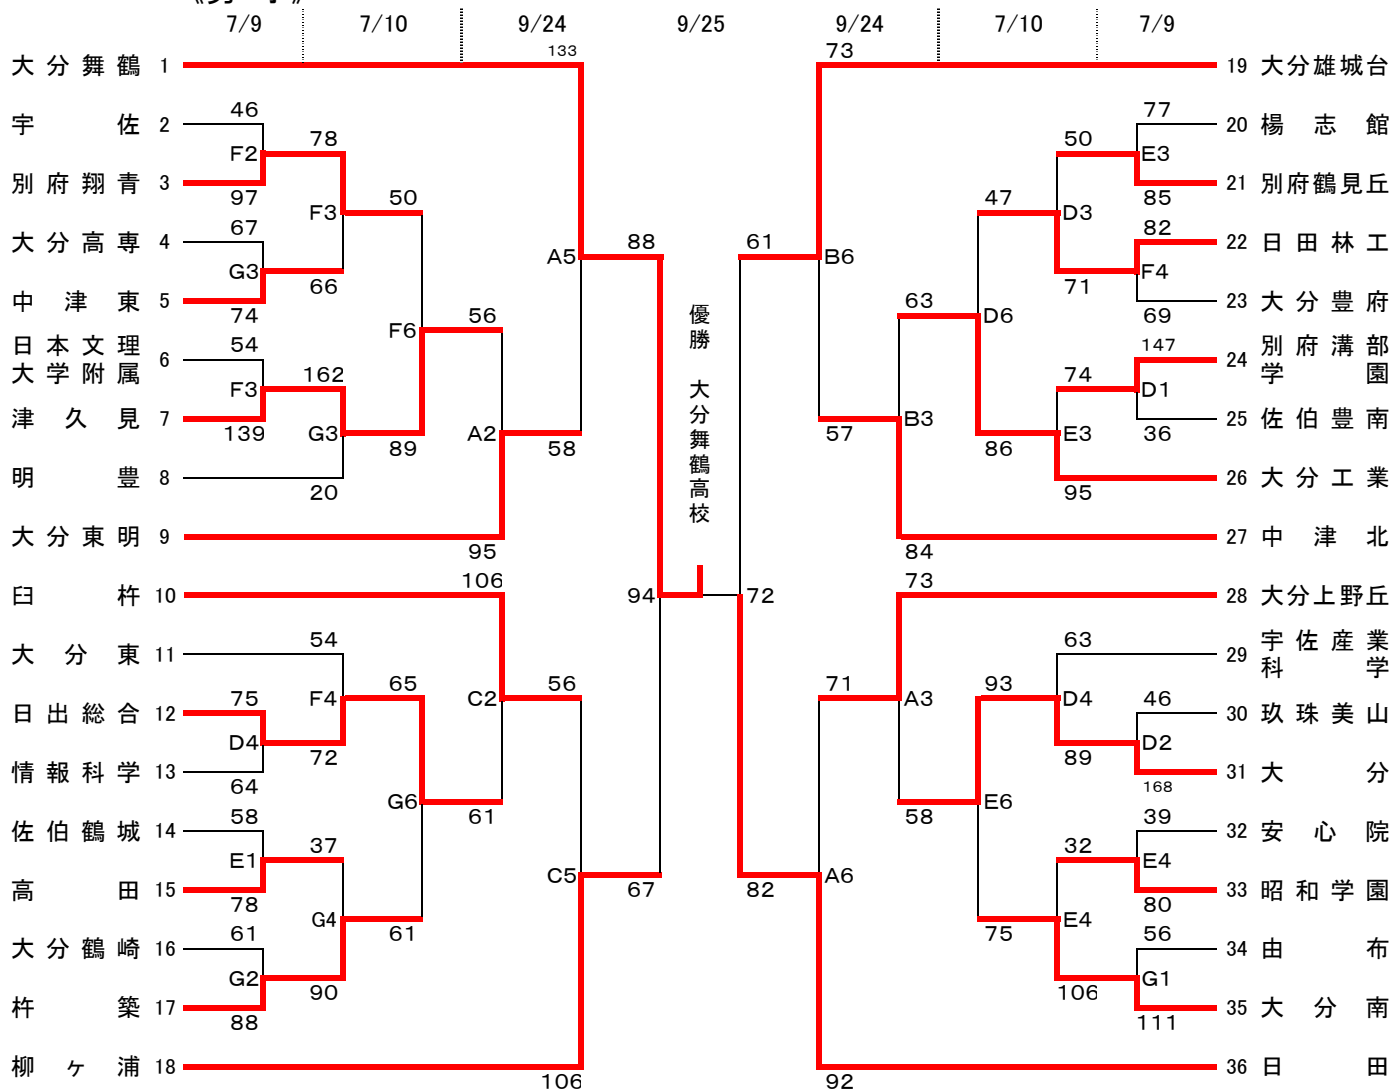 7/9 7/10 9/24 9/25 9/24 7/10 7/9
133 73
大分舞鶴 1 19 大分雄城台
46 77
宇佐 2 20 楊志館
78 50
F2 E3
別府翔青 3 21 別府鶴見丘
97 50 47 85
F3 D3
67 82
大分高専 4 22 日田林工
A5 88 61 B6
G3 F4
66 71
中津東 5 23 大分豊府
74 56 63 D6 69
F6
日本文理
大学附属 6 54 147 24 別府溝部
学園
162 74
F3 D1
津久見 7 25 佐伯豊南
139 G3 A2 B3 E3 36
89 58 57 86
明豊 8 26 大分工業
20 95
大分東明 9 27 中津北
95 84
優勝 大分舞鶴高校
106 73
臼杵 10 94 72 28 大分上野丘
54 63
大分東 11 29 宇佐産業
科学
75 65 C2 56 71 A3 93 46
F4 D4
日出総合 12 30 玖珠美山
D4 72 89 D2
情報科学 13 31 大分
64 168
G6 E6
58 61 58 39
佐伯鶴城 14 32 安心院
37 32
E1 E4
高田 15 C5 67 82 A6 33 昭和学園
78 80
G4 E4
61 61 75 56
大分鶴崎 16 34 由布
G2 G1
90 106
杵築 17 35 大分南
88 111
柳ヶ浦 18 36 日田
106 92